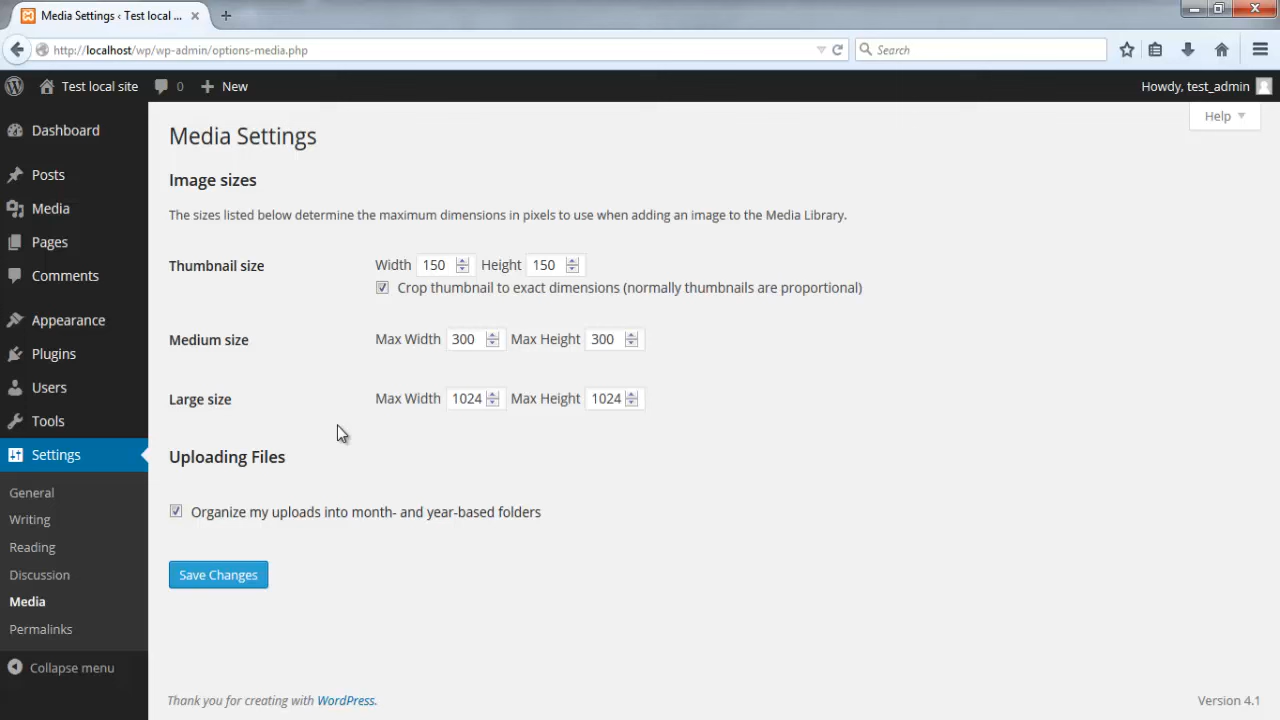 Media Settings ‹ Test local ...
http://localhost/wp/wp-admin/options-media.php
Search
Test local site
0
New
Howdy, test_admin
Help
Dashboard
Posts
Media
Pages
Comments
Appearance
Plugins
Users
Tools
Settings
General
Writing
Reading
Discussion
Media
Permalinks
Collapse menu
Media Settings
Image sizes
The sizes listed below determine the maximum dimensions in pixels to use when adding an image to the Media Library.
Thumbnail size Width 150 Height 150
Crop thumbnail to exact dimensions (normally thumbnails are proportional)
Medium size Max Width 300 Max Height 300
Large size Max Width 1024 Max Height 1024
Uploading Files
Organize my uploads into month- and year-based folders
Save Changes
Thank you for creating with WordPress.
Version 4.1